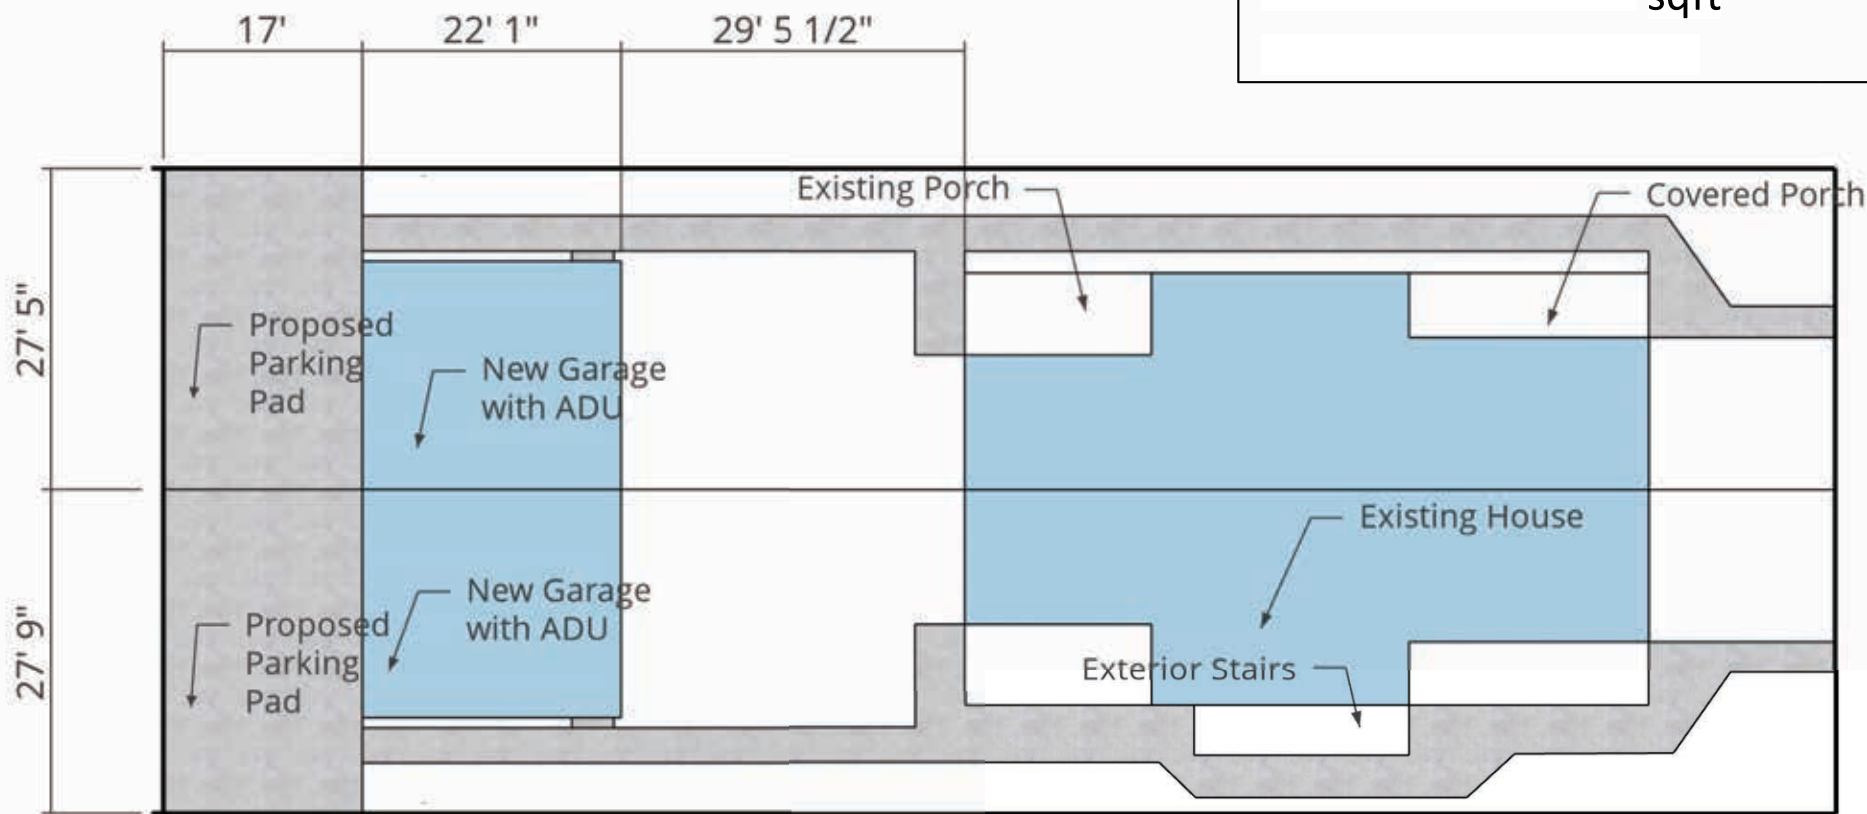 sqft
17'
22' 1"
29' 5 1/2"
Existing Porch
Covered Porch
27' 5"
Proposed
Parking
Pad
New Garage
with ADU
Existing House
27' 9"
New Garage
with ADU
Proposed
Parking
Pad
Exterior Stairs